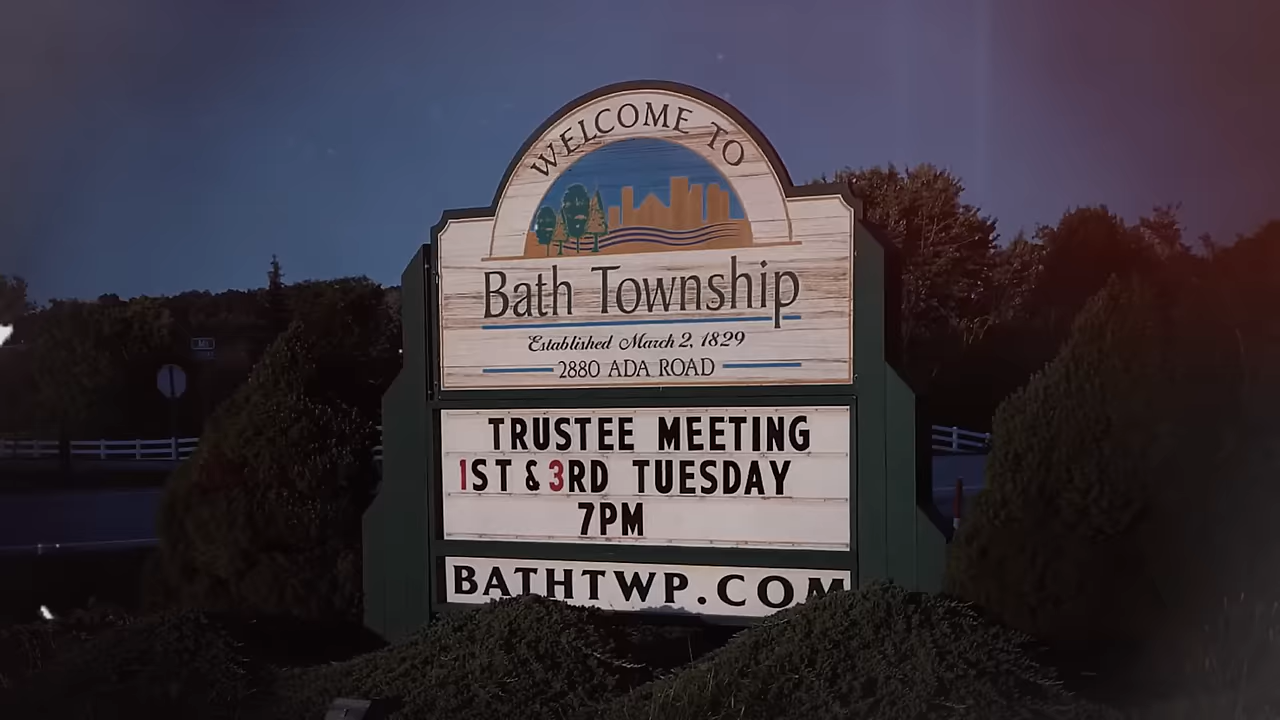 WELCOME TO
Bath Township
Established March 2, 1829
2880 ADA ROAD
TRUSTEE MEETING
1ST & 3RD TUESDAY
7PM
BATHTWP.COM